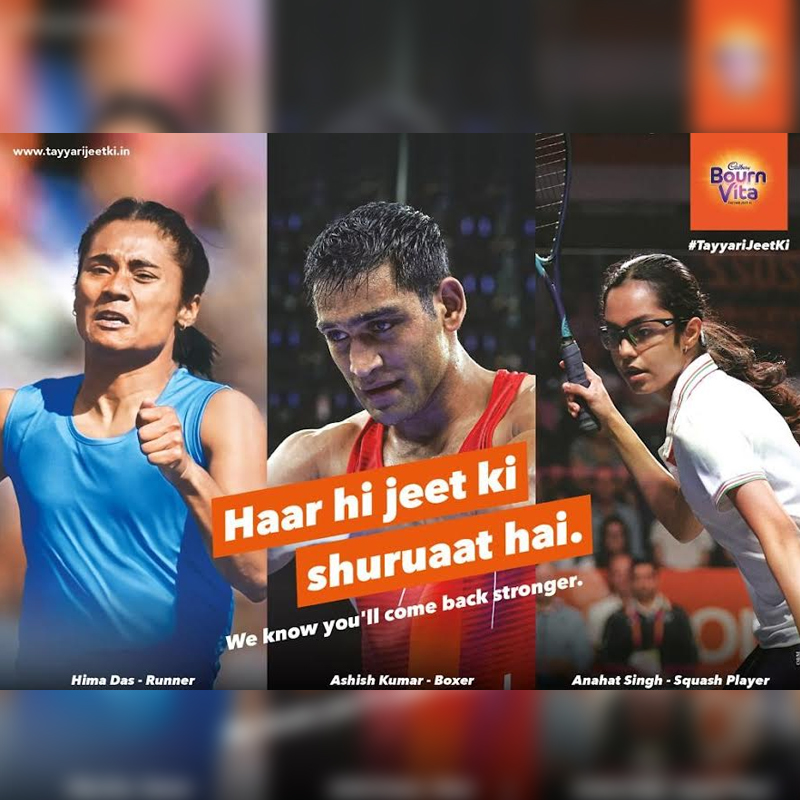 www.tayyarijeetki.in
Cadbury
Bourn
Vita
#TayyariJeetKi
Haar hi jeet ki
shuruaat hai.
We know you'll come back stronger.
Hima Das - Runner
Ashish Kumar - Boxer
Anahat Singh - Squash Player